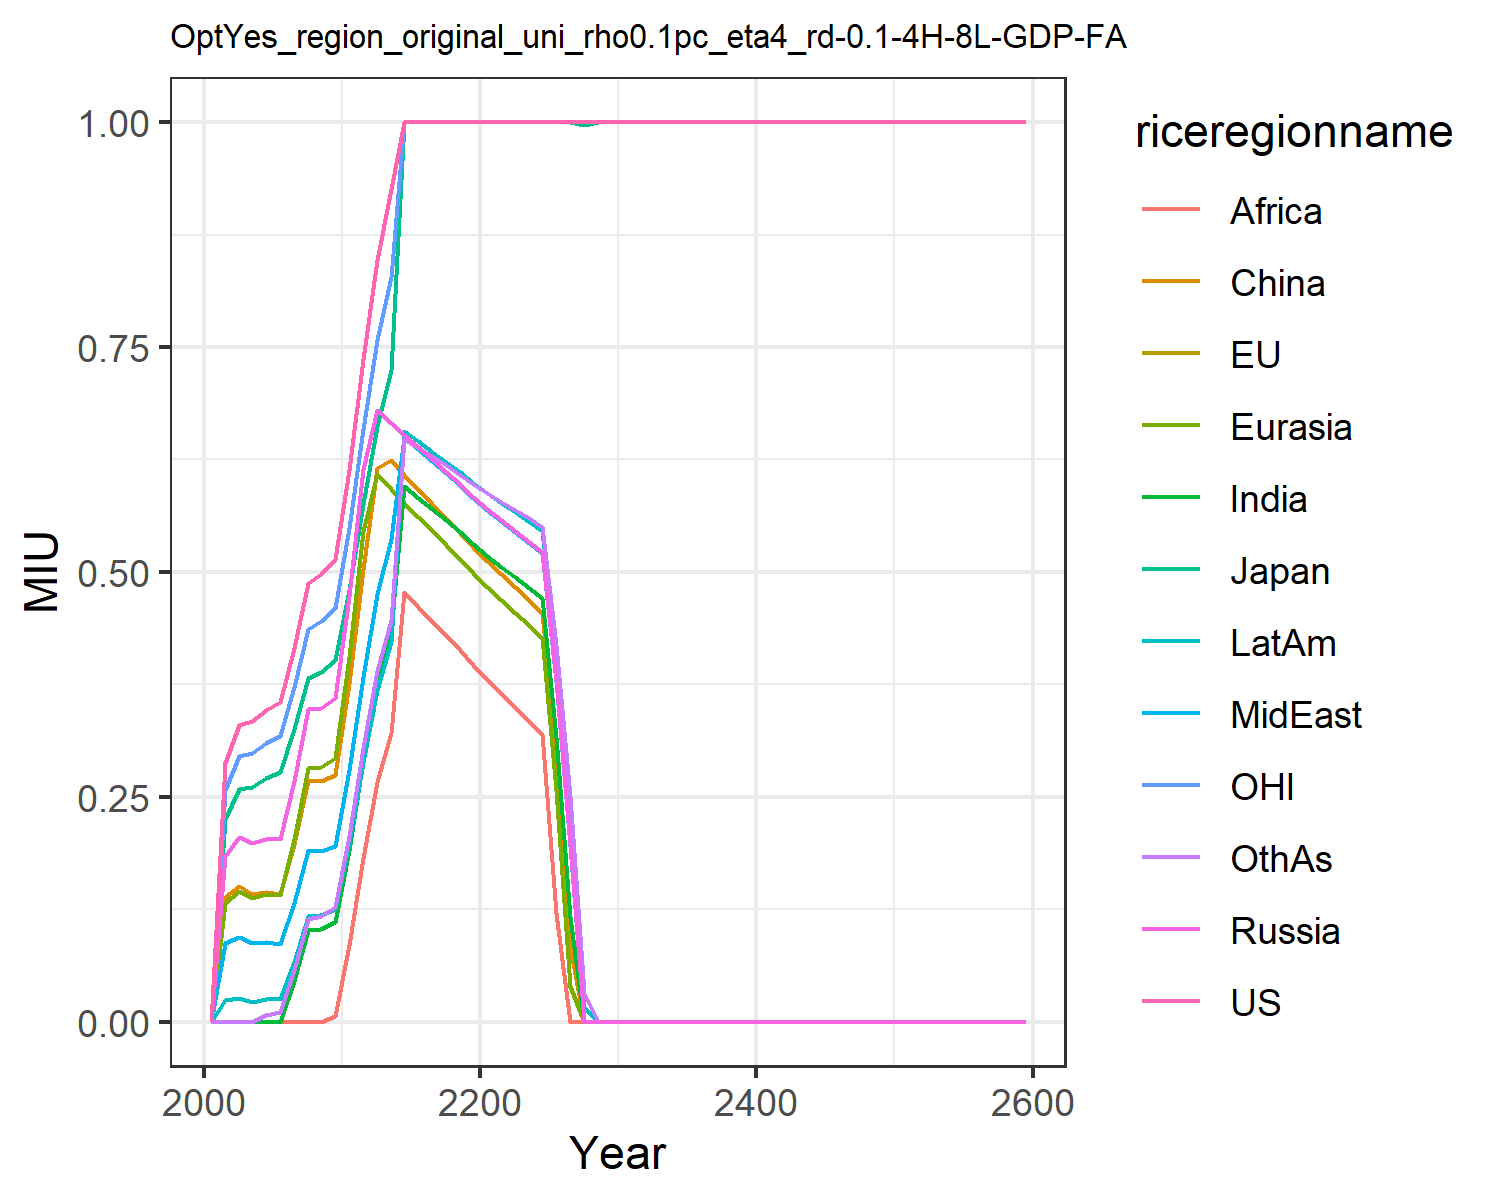 OptYes_region_original_uni_rho0.1pc_eta4_rd-0.1-4H-8L-GDP-FA
1.00
0.75
0.50
0.25
0.00
MIU
2000
2200
2400
2600
Year
riceregionname
Africa
China
EU
Eurasia
India
Japan
LatAm
MidEast
OHI
OthAs
Russia
US